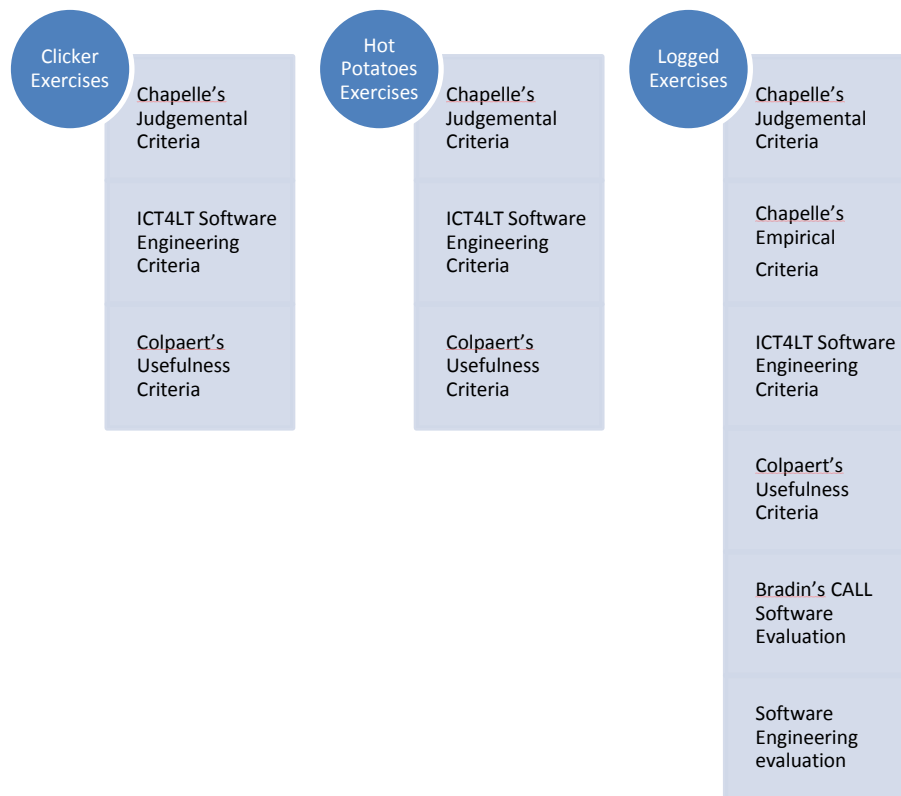 Clicker
Exercises
Chapelle’s
Judgemental
Criteria
ICT4LT Software
Engineering
Criteria
Colpaert’s
Usefulness
Criteria
Hot
Potatoes
Exercises
Chapelle’s
Judgemental
Criteria
ICT4LT Software
Engineering
Criteria
Colpaert’s
Usefulness
Criteria
Logged
Exercises
Chapelle’s
Judgemental
Criteria
Chapelle’s
Empirical
Criteria
ICT4LT Software
Engineering
Criteria
Colpaert’s
Usefulness
Criteria
Bradin’s CALL
Software
Evaluation
Software
Engineering
evaluation